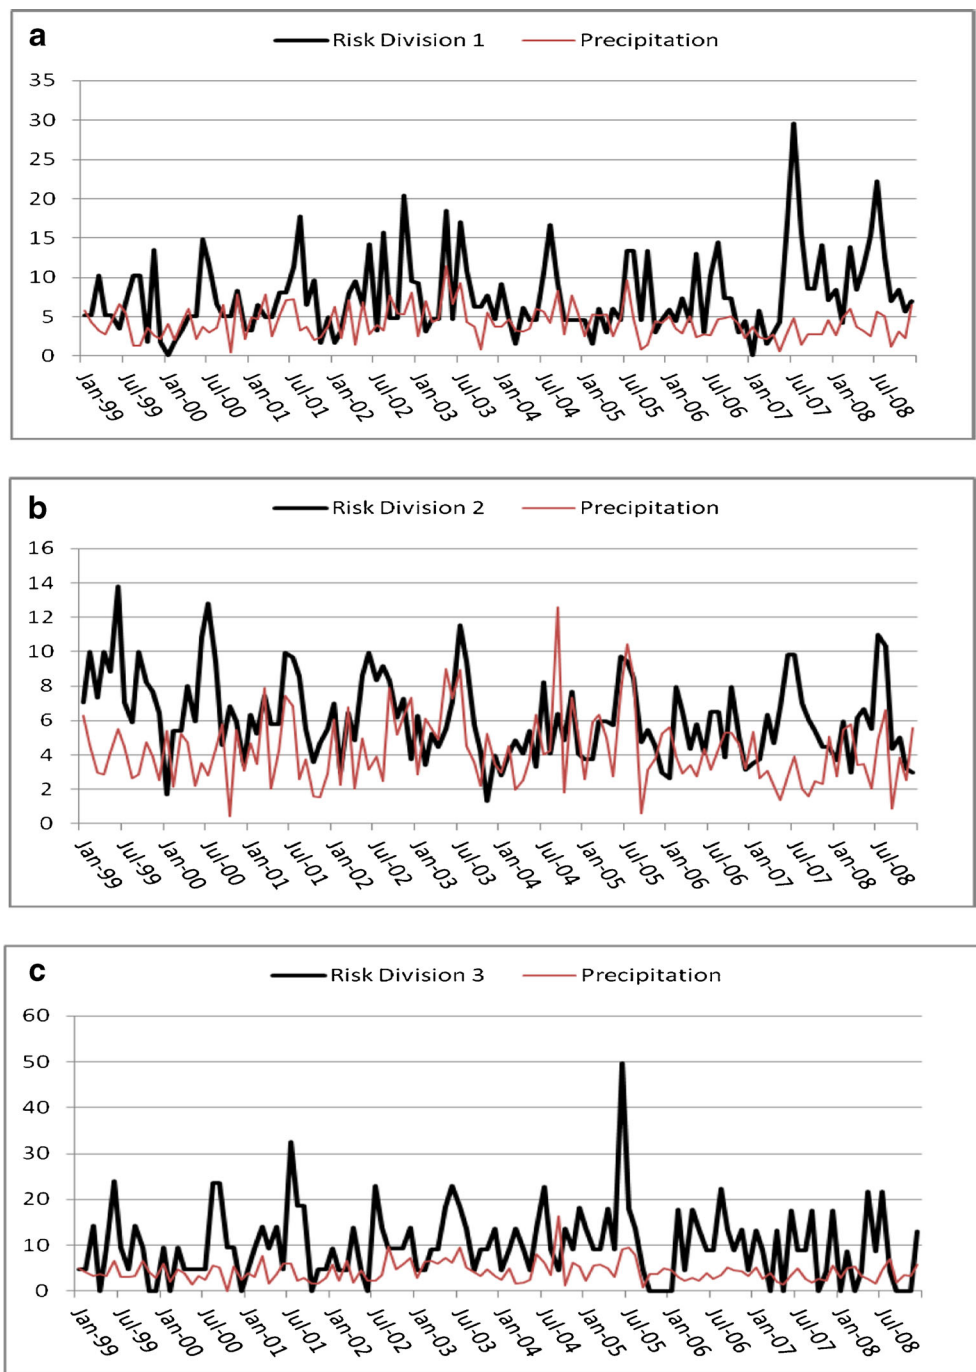 a
Risk Division 1 Precipitation
35
30
25
20
15
10
5
0
Jan-99 Jul-99 Jan-00 Jul-00 Jan-01 Jul-01 Jan-02 Jul-02 Jan-03 Jul-03 Jan-04 Jul-04 Jan-05 Jul-05 Jan-06 Jul-06 Jan-07 Jul-07 Jan-08 Jul-08
b
Risk Division 2 Precipitation
16
14
12
10
8
6
4
2
0
Jan-99 Jul-99 Jan-00 Jul-00 Jan-01 Jul-01 Jan-02 Jul-02 Jan-03 Jul-03 Jan-04 Jul-04 Jan-05 Jul-05 Jan-06 Jul-06 Jan-07 Jul-07 Jan-08 Jul-08
c
Risk Division 3 Precipitation
60
50
40
30
20
10
0
Jan-99 Jul-99 Jan-00 Jul-00 Jan-01 Jul-01 Jan-02 Jul-02 Jan-03 Jul-03 Jan-04 Jul-04 Jan-05 Jul-05 Jan-06 Jul-06 Jan-07 Jul-07 Jan-08 Jul-08